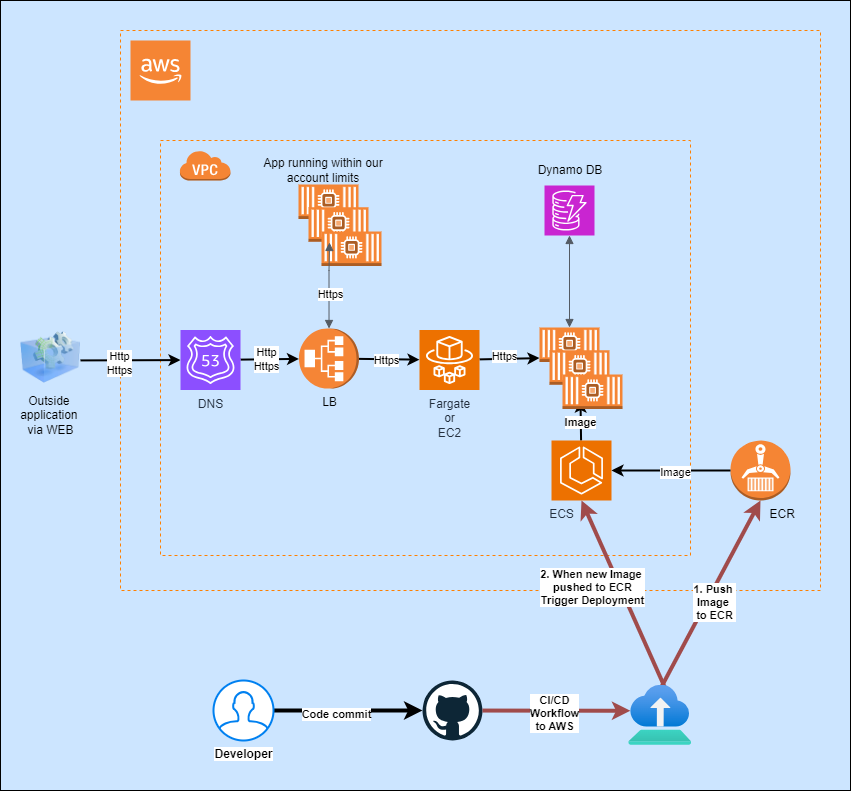 aws
VPC
App running within our
account limits
Dynamo DB
Https
Http
Https
53
Http
Https
Https
Https
Outside
application
via WEB
DNS
LB
Fargate
or
EC2
Image
Image
ECS
ECR
2. When new Image
pushed to ECR
Trigger Deployment
1. Push
Image
to ECR
Code commit
CI/CD
Workflow
to AWS
Developer